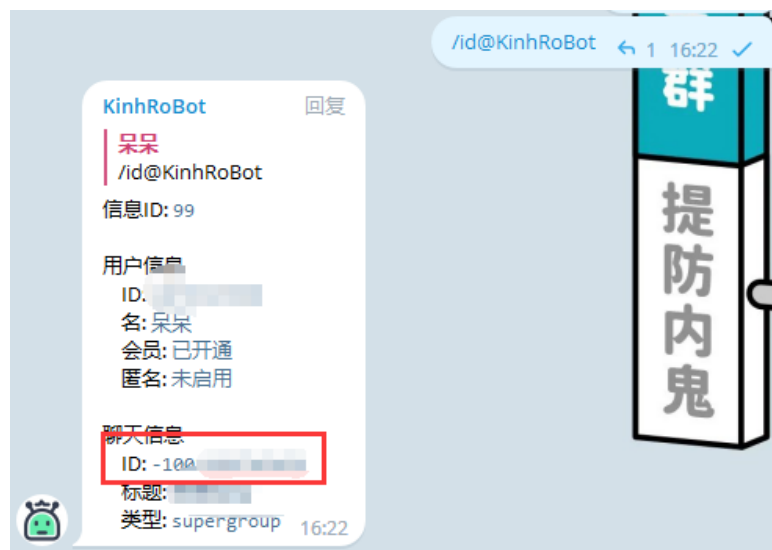 /id@KinhRoBot
1 16:22
群
KinhRoBot 回复
呆呆
/id@KinhRoBot
信息ID: 99
用户信息
ID:
名: 呆呆
会员: 已开通
匿名: 未启用
聊天信息
ID: -100
标题:
类型: supergroup 16:22
提防内鬼